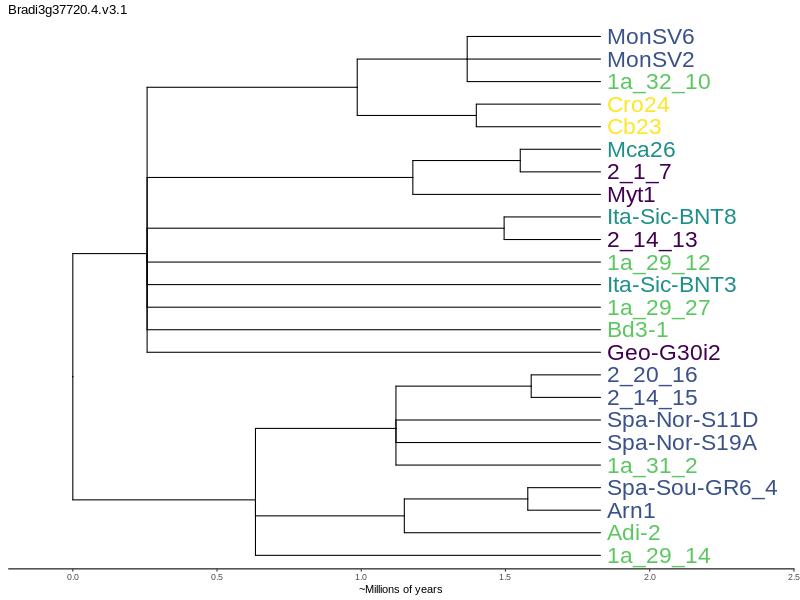 Bradi3g37720.4.v3.1
MonSV6
MonSV2
1a_32_10
Cro24
Cb23
Mca26
2_1_7
Myt1
Ita-Sic-BNT8
2_14_13
1a_29_12
Ita-Sic-BNT3
1a_29_27
Bd3-1
Geo-G30i2
2_20_16
2_14_15
Spa-Nor-S11D
Spa-Nor-S19A
1a_31_2
Spa-Sou-GR6_4
Arn1
Adi-2
1a_29_14
0.0 0.5 1.0 1.5 2.0 2.5
~Millions of years